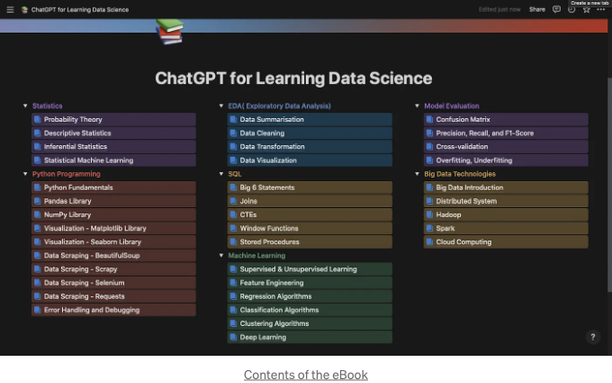 ChatGPT for Learning Data Science
Edited just now
Share
Create a new tab
ChatGPT for Learning Data Science
Statistics
Probability Theory
Descriptive Statistics
Inferential Statistics
Statistical Machine Learning
Python Programming
Python Fundamentals
Pandas Library
NumPy Library
Visualization - Matplotlib Library
Visualization - Seaborn Library
Data Scraping - BeautifulSoup
Data Scraping - Scrapy
Data Scraping - Selenium
Data Scraping - Requests
Error Handling and Debugging
EDA( Exploratory Data Analysis)
Data Summarisation
Data Cleaning
Data Transformation
Data Visualization
SQL
Big 6 Statements
Joins
CTEs
Window Functions
Stored Procedures
Machine Learning
Supervised & Unsupervised Learning
Feature Engineering
Regression Algorithms
Classification Algorithms
Clustering Algorithms
Deep Learning
Model Evaluation
Confusion Matrix
Precision, Recall, and F1-Score
Cross-validation
Overfitting, Underfitting
Big Data Technologies
Big Data Introduction
Distributed System
Hadoop
Spark
Cloud Computing
?
Contents of the eBook